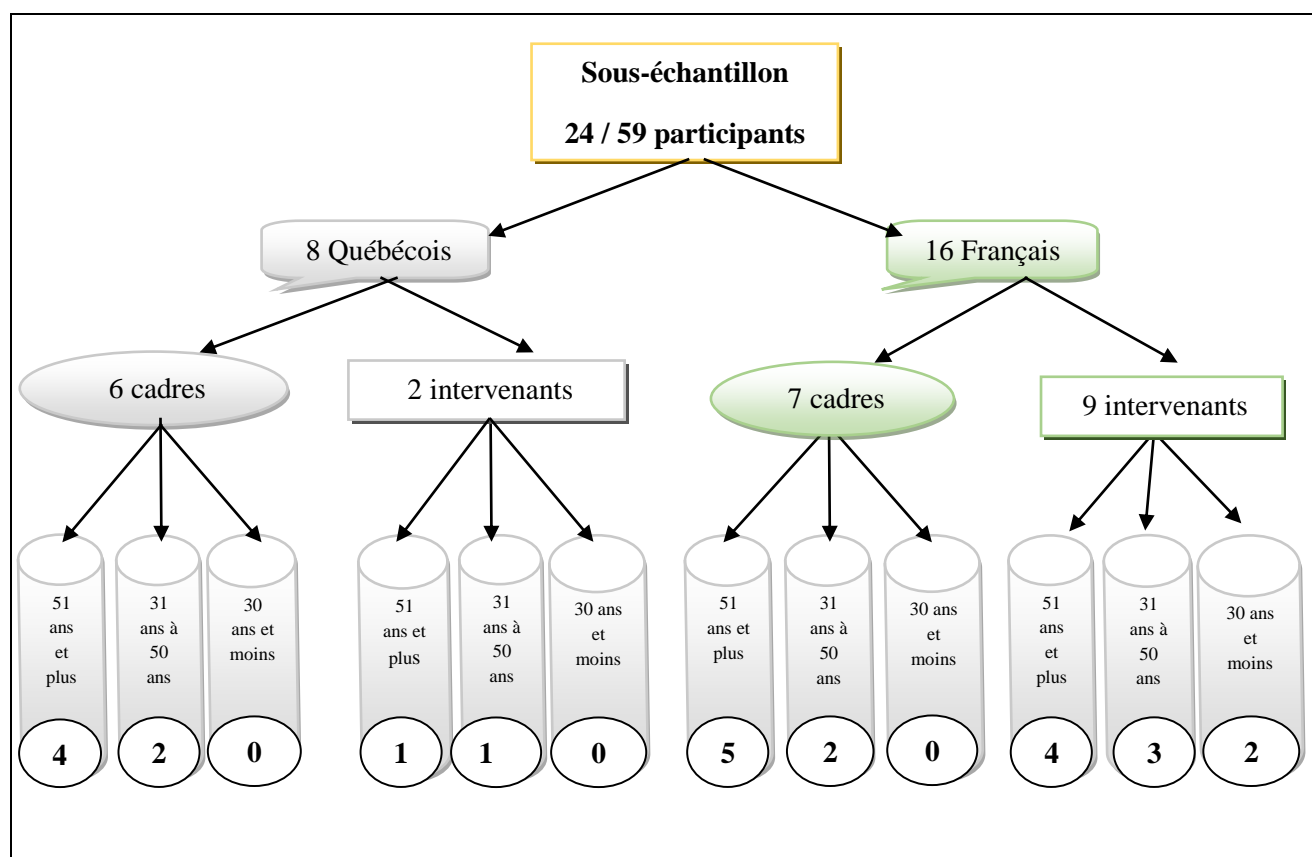 Sous-échantillon
24 / 59 participants
8 Québécois
16 Français
6 cadres
2 intervenants
7 cadres
9 intervenants
51
ans
et
plus
31
ans à
50
ans
30
ans et
moins
51
ans et
plus
31
ans à
50
ans
30 ans
et
moins
51
ans et
plus
31
ans à
50
ans
30 ans
et
moins
51
ans
et
plus
31
ans à
50
ans
30 ans
et
moins
4
2
0
1
1
0
5
2
0
4
3
2